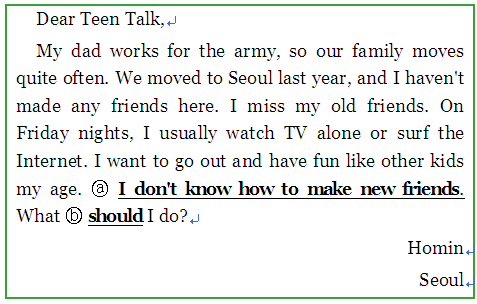 Dear Teen Talk,↵
My dad works for the army, so our family moves
quite often. We moved to Seoul last year, and I haven't
made any friends here. I miss my old friends. On
Friday nights, I usually watch TV alone or surf the
Internet. I want to go out and have fun like other kids
my age. ⓐ I don't know how to make new friends.
What ⓑ should I do?↵
Homin↵
Seoul↵